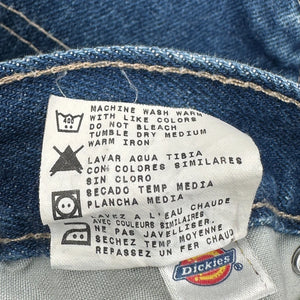 MACHINE WASH WARM
WITH LIKE COLORS
DO NOT BLEACH
TUMBLE DRY MEDIUM
WARM IRON
LAVAR AGUA TIBIA
CON COLORES SIMILARES
SIN CLORO
SECADO TEMP MEDIA
PLANCHA MEDIA
LAVEZ A L'EAU CHAUDE
AVEC COULEURS SIMILAIRES
NE PAS JAVELLISER.
SECHEZ TEMP MOYENNE
REPASSER UN FER CHAUD
Dickies